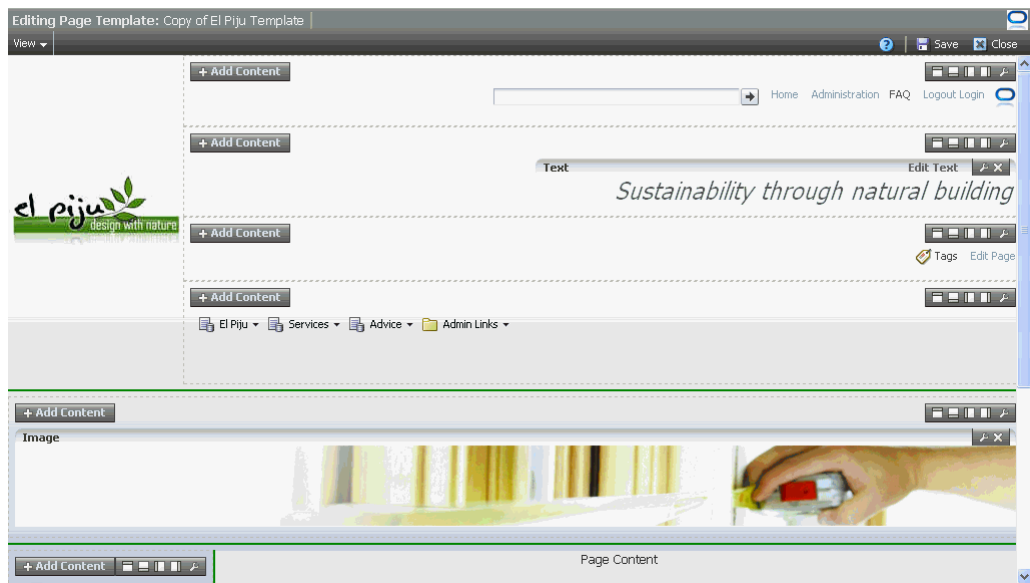 Editing Page Template: Copy of El Piju Template
View
? Save Close
+ Add Content
Home Administration FAQ Logout Login
+ Add Content
Text Edit Text
Sustainability through natural building
el piju
design with nature
+ Add Content
Tags Edit Page
+ Add Content
El Piju Services Advice Admin Links
+ Add Content
Image
Page Content
+ Add Content